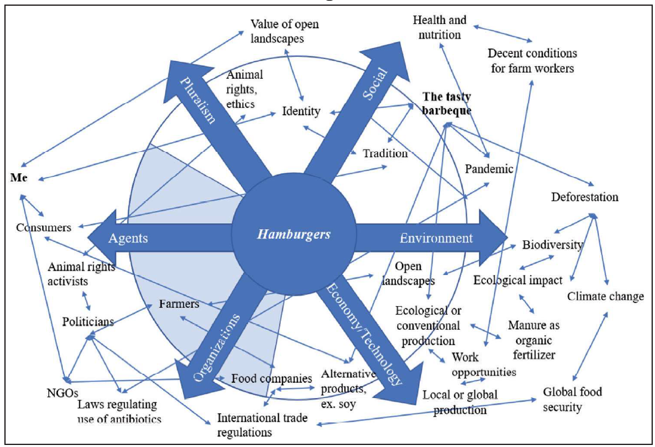 Value of open
landscapes
Health and
nutrition
Decent conditions
for farm workers
Pluralism
Animal
rights,
ethics
Identity
Social
The tasty
barbeque
Tradition
Pandemic
Me
Deforestation
Consumers
Agents
Hamburgers
Environment
Biodiversity
Animal rights
activists
Open
landscapes
Ecological impact
Climate change
Farmers
Politicians
Ecological or
conventional
production
Manure as
organic
fertilizer
Organizations
Economy/Technology
Work
opportunities
Food companies
Alternative
products,
ex. soy
NGOs
Laws regulating
use of antibiotics
Local or global
production
Global food
security
International trade
regulations